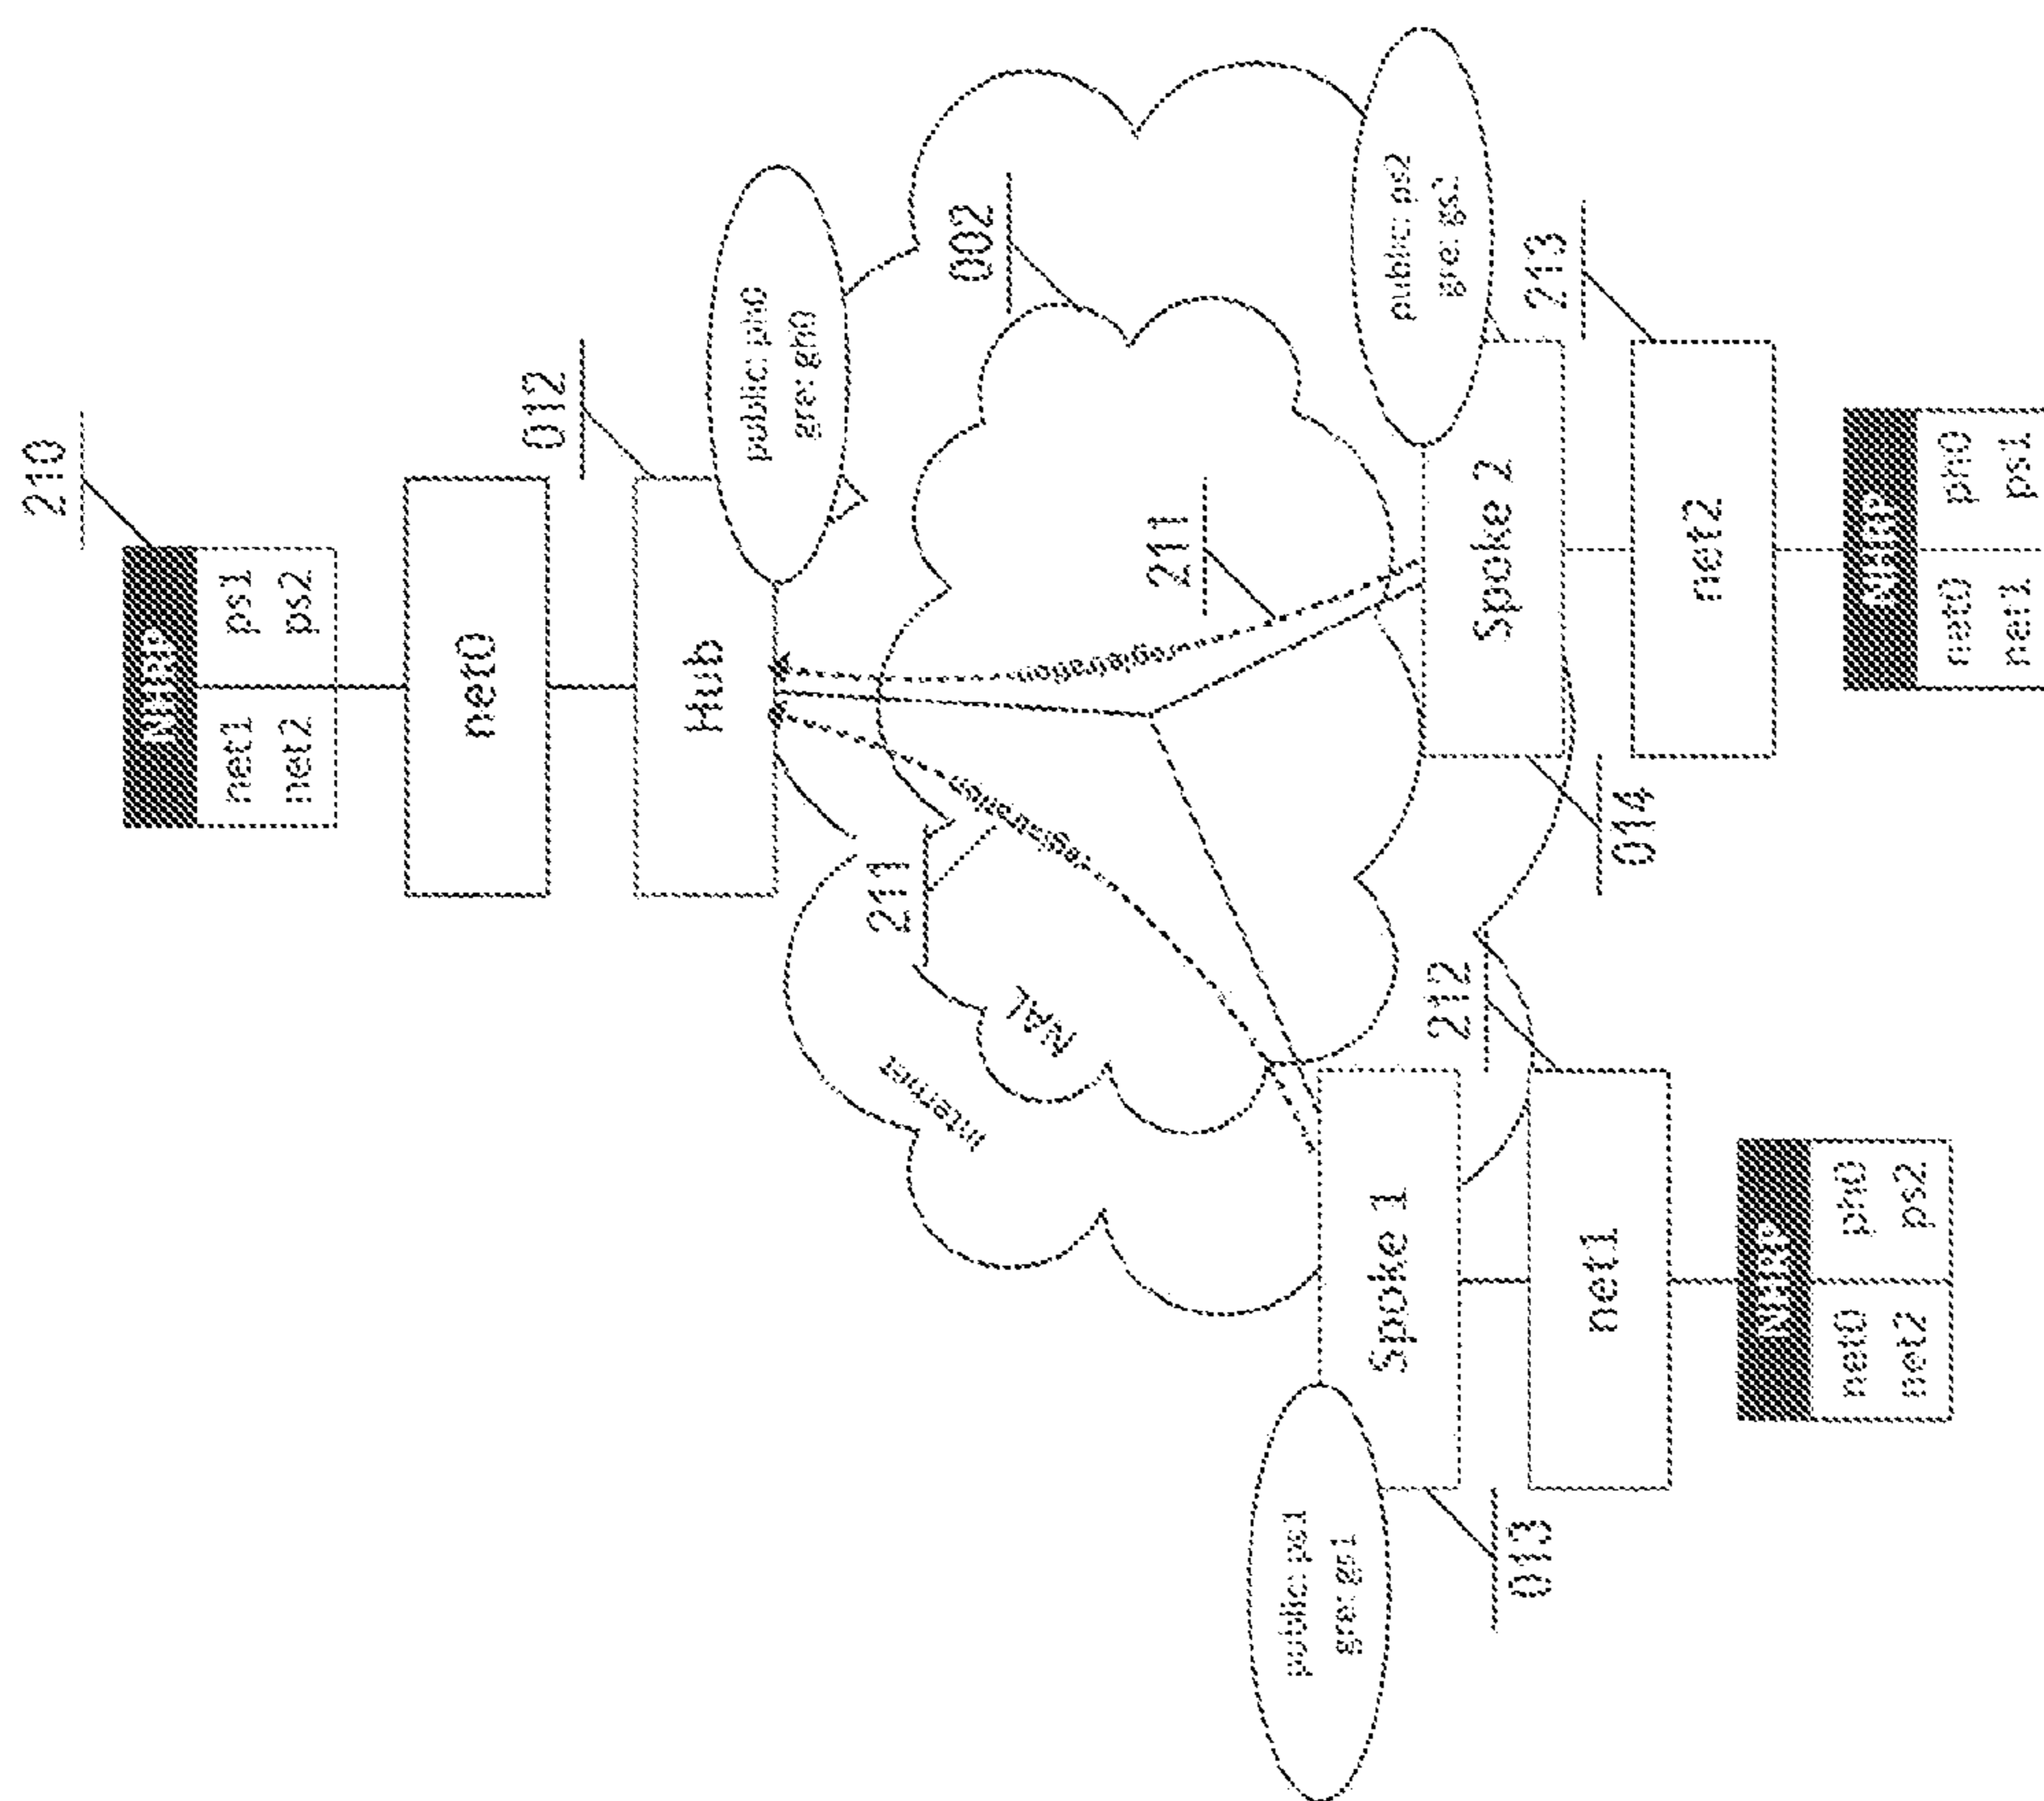 210
NHRP
net1 ps1
net2 ps2
net0
012
Hub
public: ph0
gre: gh0
002
Internet
NAL
211
registration
211
registration
public: ps1
gre: gs1
Spoke 1
013
212
net1
NHRP
net0 ph0
net2 ps2
public: ps2
gre: gs2
Spoke 2
014
213
net2
NHRP
net0 ph0
net1 ps1